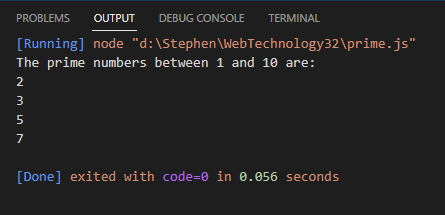 PROBLEMS OUTPUT DEBUG CONSOLE TERMINAL
[Running] node "d:\Stephen\WebTechnology32\prime.js"
The prime numbers between 1 and 10 are:
2
3
5
7
[Done] exited with code=0 in 0.056 seconds